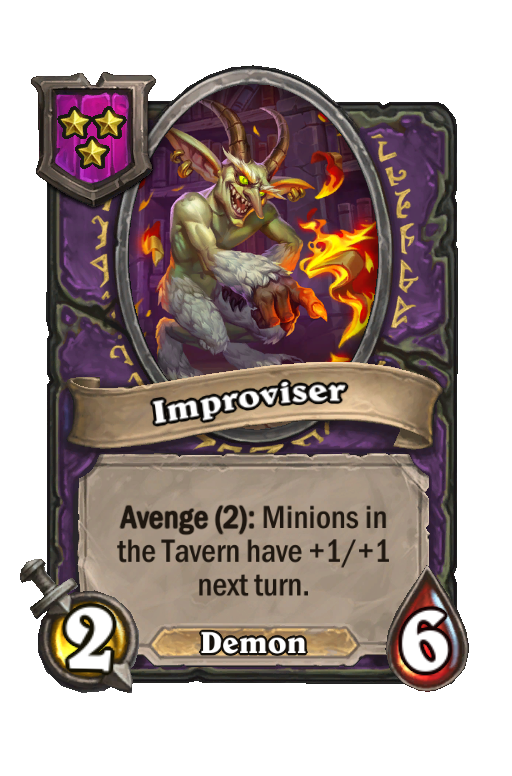 Improviser
Avenge (2): Minions in
the Tavern have +1/+1
next turn.
2
Demon
6